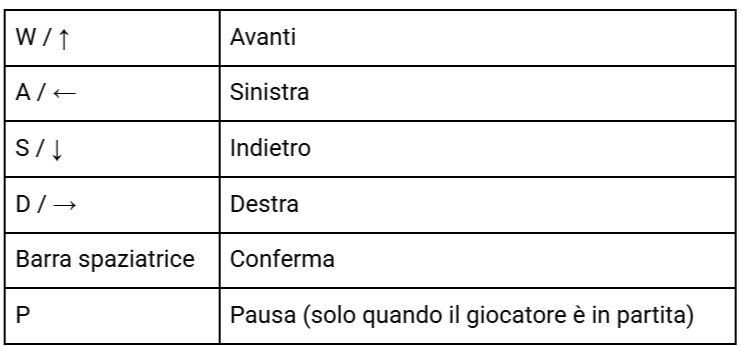 W / ↑ Avanti
A / ← Sinistra
S / ↓ Indietro
D / → Destra
Barra spaziatrice Conferma
P Pausa (solo quando il giocatore è in partita)